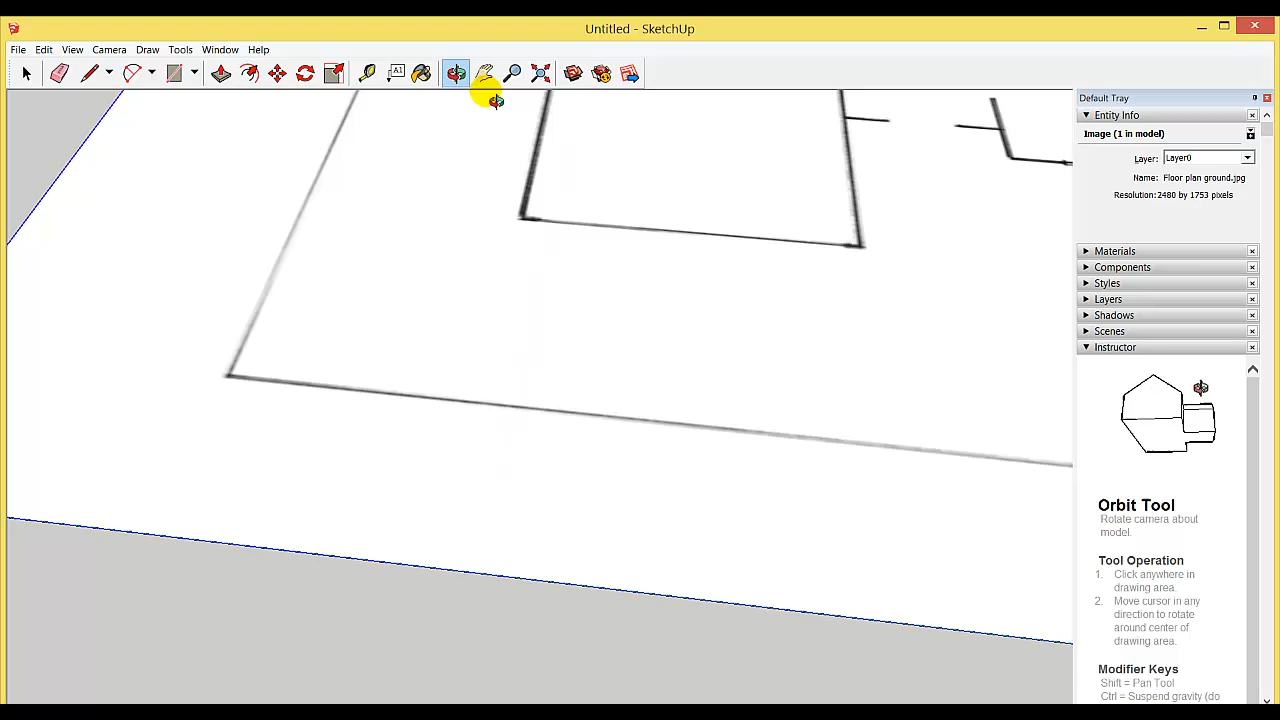 Untitled - SketchUp
File Edit View Camera Draw Tools Window Help
A1
Default Tray
Entity Info
Image (1 in model)
Layer: Layer0
Name: Floor plan ground.jpg
Resolution: 2480 by 1753 pixels
Materials
Components
Styles
Layers
Shadows
Scenes
Instructor
Orbit Tool
Rotate camera about
model.
Tool Operation
1. Click anywhere in
drawing area.
2. Move cursor in any
direction to rotate
around center of
drawing area.
Modifier Keys
Shift = Pan Tool
Ctrl = Suspend gravity (do